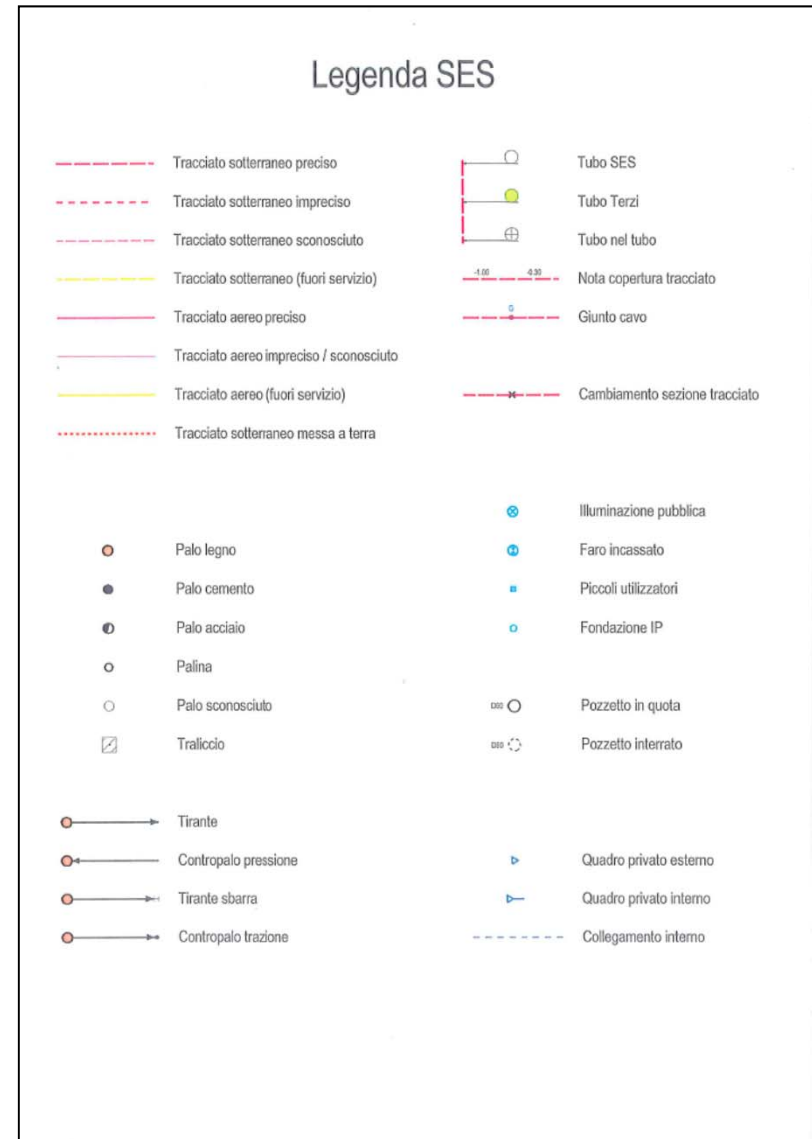 Legenda SES
Tracciato sotterraneo preciso
Tracciato sotterraneo impreciso
Tracciato sotterraneo sconosciuto
Tracciato sotterraneo (fuori servizio)
Tracciato aereo preciso
Tracciato aereo impreciso / sconosciuto
Tracciato aereo (fuori servizio)
Tracciato sotterraneo messa a terra
Tubo SES
Tubo Terzi
Tubo nel tubo
-1.00 -0.30 Nota copertura tracciato
Giunto cavo
Cambiamento sezione tracciato
Palo legno
Palo cemento
Palo acciaio
Palina
Palo sconosciuto
Traliccio
Illuminazione pubblica
Faro incassato
Piccoli utilizzatori
Fondazione IP
Pozzetto in quota
Pozzetto interrato
Tirante
Contropalo pressione
Tirante sbarra
Contropalo trazione
Quadro privato esterno
Quadro privato interno
Collegamento interno